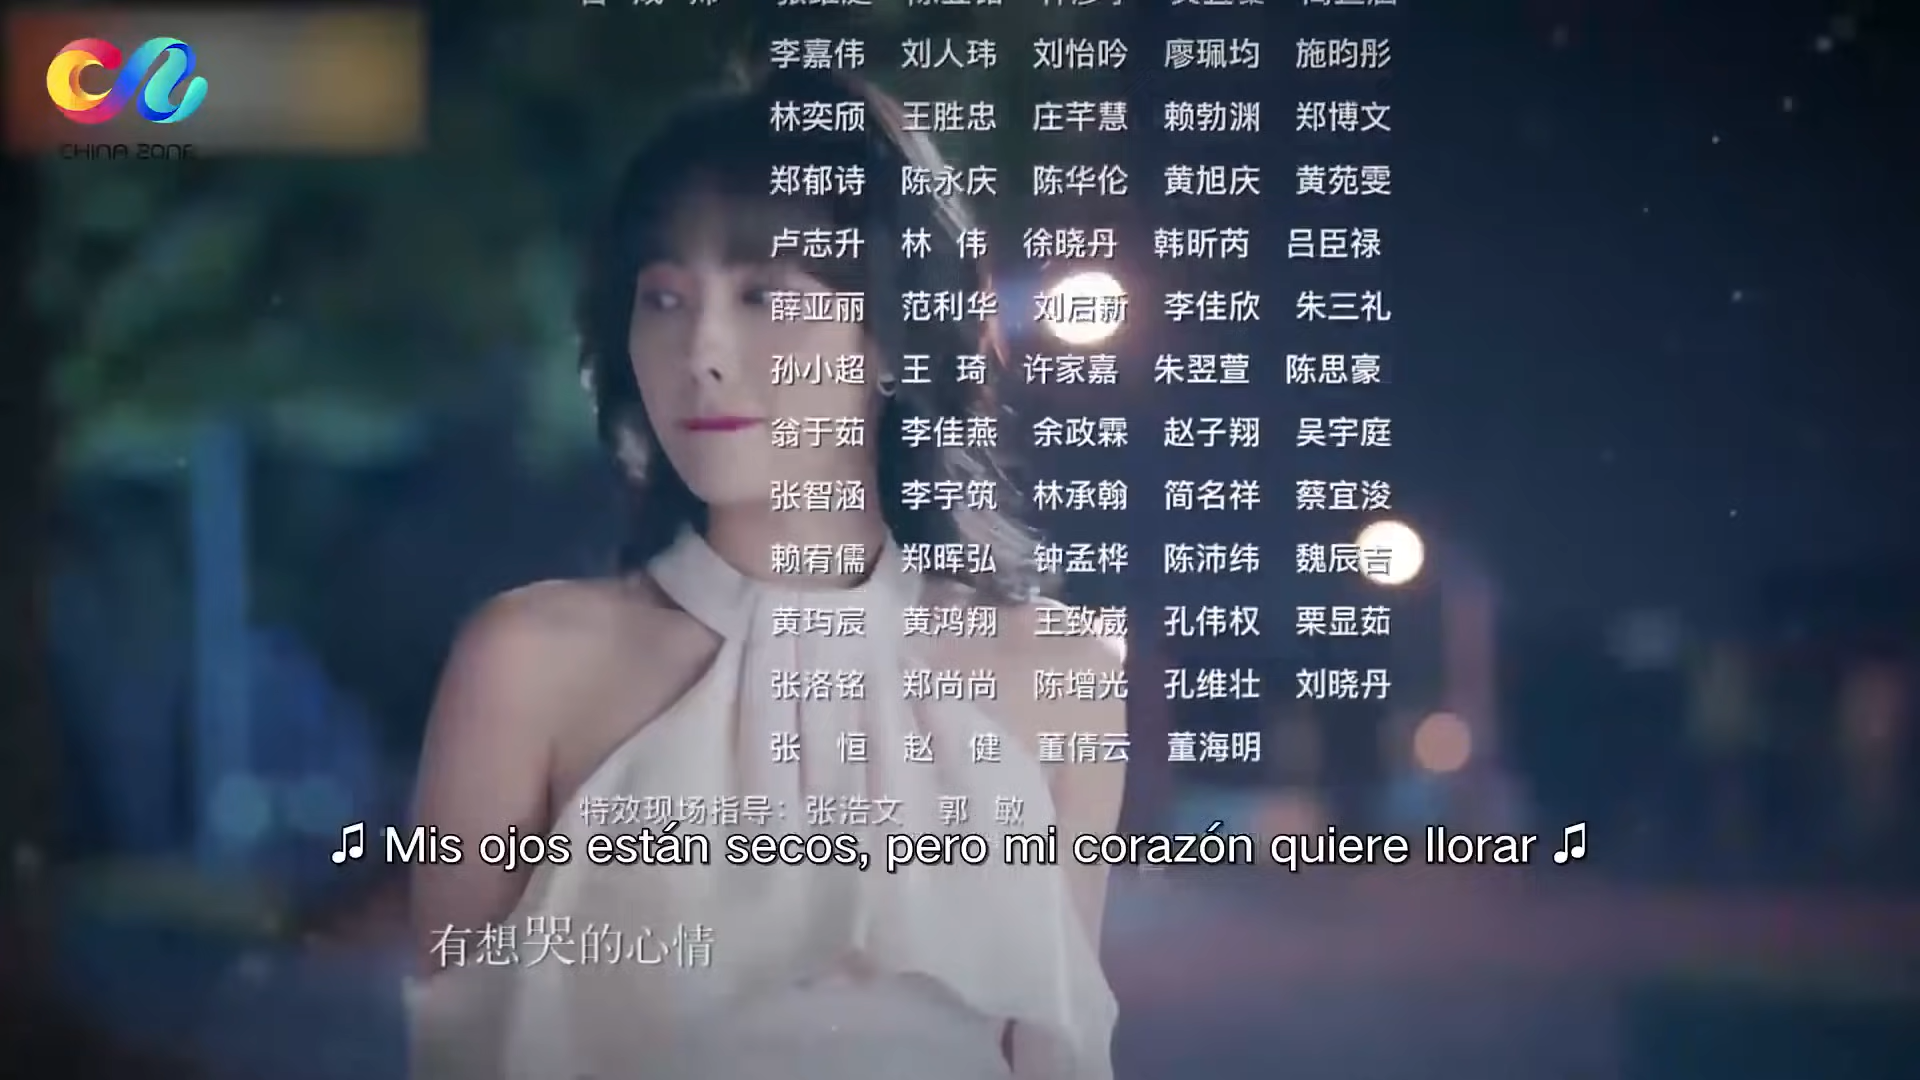 CHINA ZONE
李嘉伟 刘人玮 刘怡吟 廖珮均 施昀彤
林奕颀 王胜忠 庄芊慧 赖勃渊 郑博文
郑郁诗 陈永庆 陈华伦 黄旭庆 黄苑雯
卢志升 林 伟 徐晓丹 韩昕芮 吕臣禄
薛亚丽 范利华 刘启新 李佳欣 朱三礼
孙小超 王 琦 许家嘉 朱翌萱 陈思豪
翁于茹 李佳燕 余政霖 赵子翔 吴宇庭
张智涵 李宇筑 林承翰 简名祥 蔡宜浚
赖宥儒 郑晖弘 钟孟桦 陈沛纬 魏辰吉
黄玙宸 黄鸿翔 王致崴 孔伟权 栗显茹
张洛铭 郑尚尚 陈增光 孔维壮 刘晓丹
张 恒 赵 健 董倩云 董海明
特效现场指导：张浩文 郭 敏
♫ Mis ojos están secos, pero mi corazón quiere llorar ♫
有想哭的心情